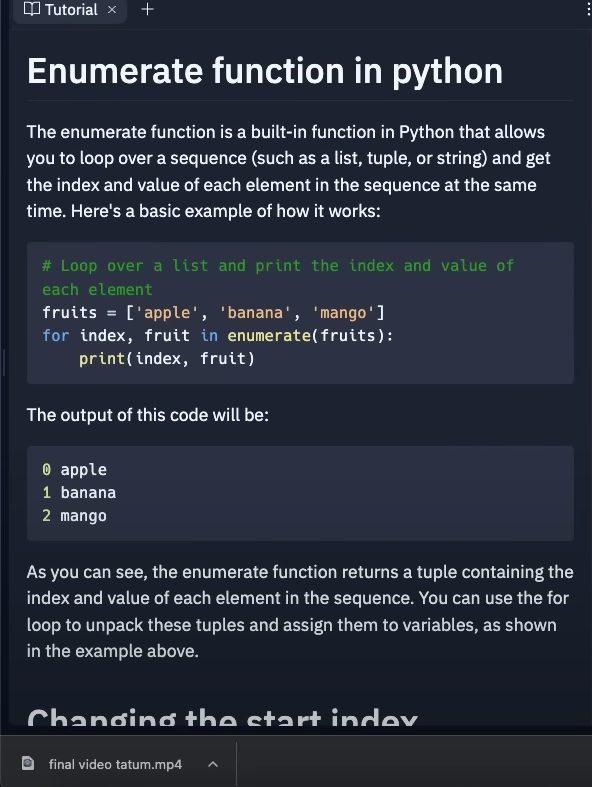 Tutorial
Enumerate function in python
The enumerate function is a built-in function in Python that allows
you to loop over a sequence (such as a list, tuple, or string) and get
the index and value of each element in the sequence at the same
time. Here's a basic example of how it works:
# Loop over a list and print the index and value of
each element
fruits = ['apple', 'banana', 'mango']
for index, fruit in enumerate(fruits):
    print(index, fruit)
The output of this code will be:
0 apple
1 banana
2 mango
As you can see, the enumerate function returns a tuple containing the
index and value of each element in the sequence. You can use the for
loop to unpack these tuples and assign them to variables, as shown
in the example above.
Changing the start index
final video tatum.mp4